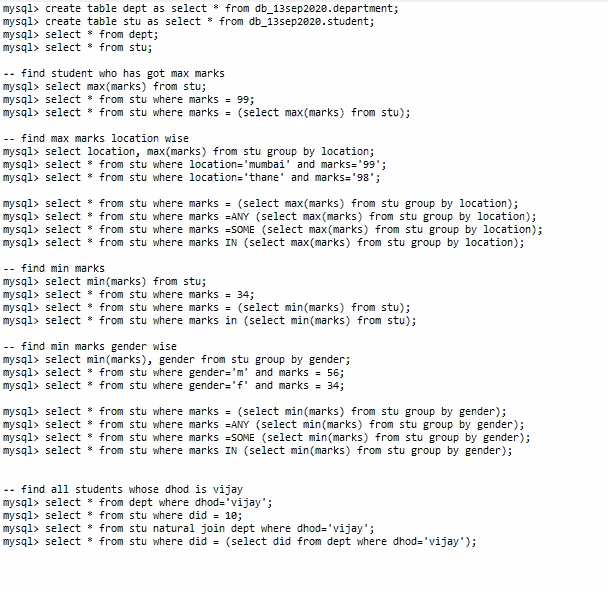 mysql> create table dept as select * from db_13sep2020.department;
mysql> create table stu as select * from db_13sep2020.student;
mysql> select * from dept;
mysql> select * from stu;
-- find student who has got max marks
mysql> select max(marks) from stu;
mysql> select * from stu where marks = 99;
mysql> select * from stu where marks = (select max(marks) from stu);
-- find max marks location wise
mysql> select location, max(marks) from stu group by location;
mysql> select * from stu where location='mumbai' and marks='99';
mysql> select * from stu where location='thane' and marks='98';
mysql> select * from stu where marks = (select max(marks) from stu group by location);
mysql> select * from stu where marks =ANY (select max(marks) from stu group by location);
mysql> select * from stu where marks =SOME (select max(marks) from stu group by location);
mysql> select * from stu where marks IN (select max(marks) from stu group by location);
-- find min marks
mysql> select min(marks) from stu;
mysql> select * from stu where marks = 34;
mysql> select * from stu where marks = (select min(marks) from stu);
mysql> select * from stu where marks in (select min(marks) from stu);
-- find min marks gender wise
mysql> select min(marks), gender from stu group by gender;
mysql> select * from stu where gender='m' and marks = 56;
mysql> select * from stu where gender='f' and marks = 34;
mysql> select * from stu where marks = (select min(marks) from stu group by gender);
mysql> select * from stu where marks =ANY (select min(marks) from stu group by gender);
mysql> select * from stu where marks =SOME (select min(marks) from stu group by gender);
mysql> select * from stu where marks IN (select min(marks) from stu group by gender);
-- find all students whose dhod is vijay
mysql> select * from dept where dhod='vijay';
mysql> select * from stu where did = 10;
mysql> select * from stu natural join dept where dhod='vijay';
mysql> select * from stu where did = (select did from dept where dhod='vijay');